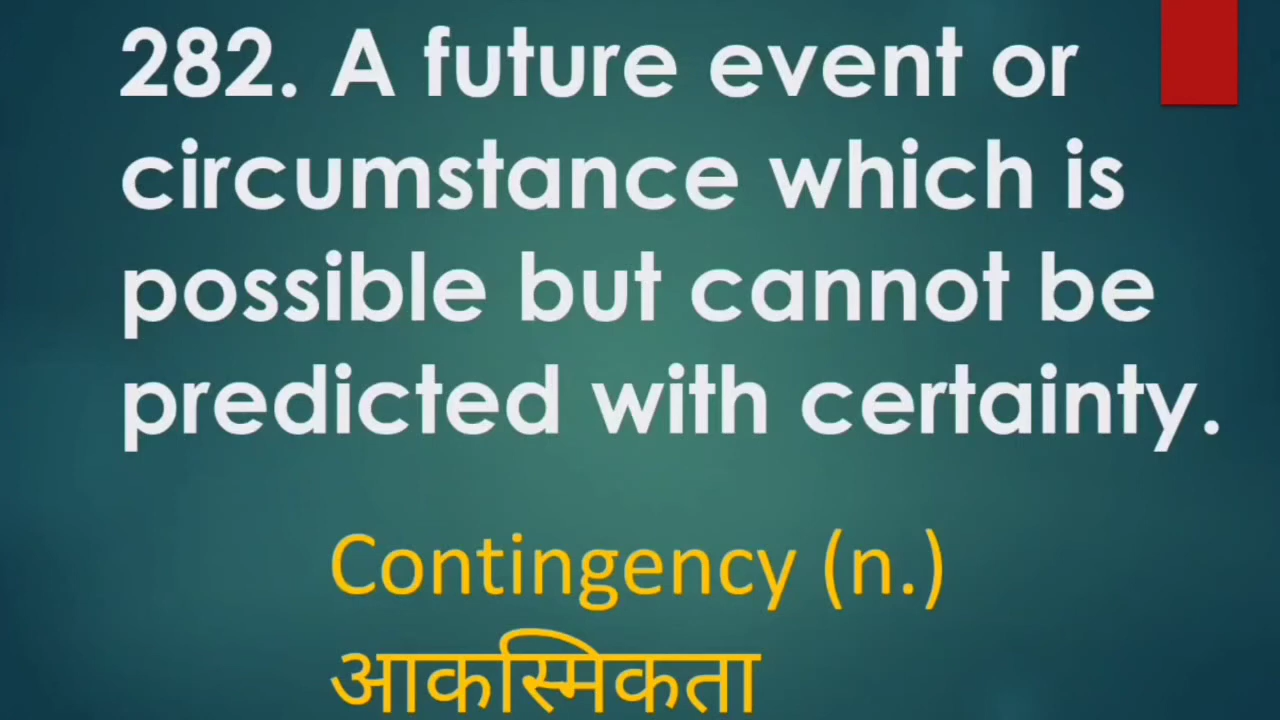 282. A future event or
circumstance which is
possible but cannot be
predicted with certainty.
Contingency (n.)
आकस्मिकता